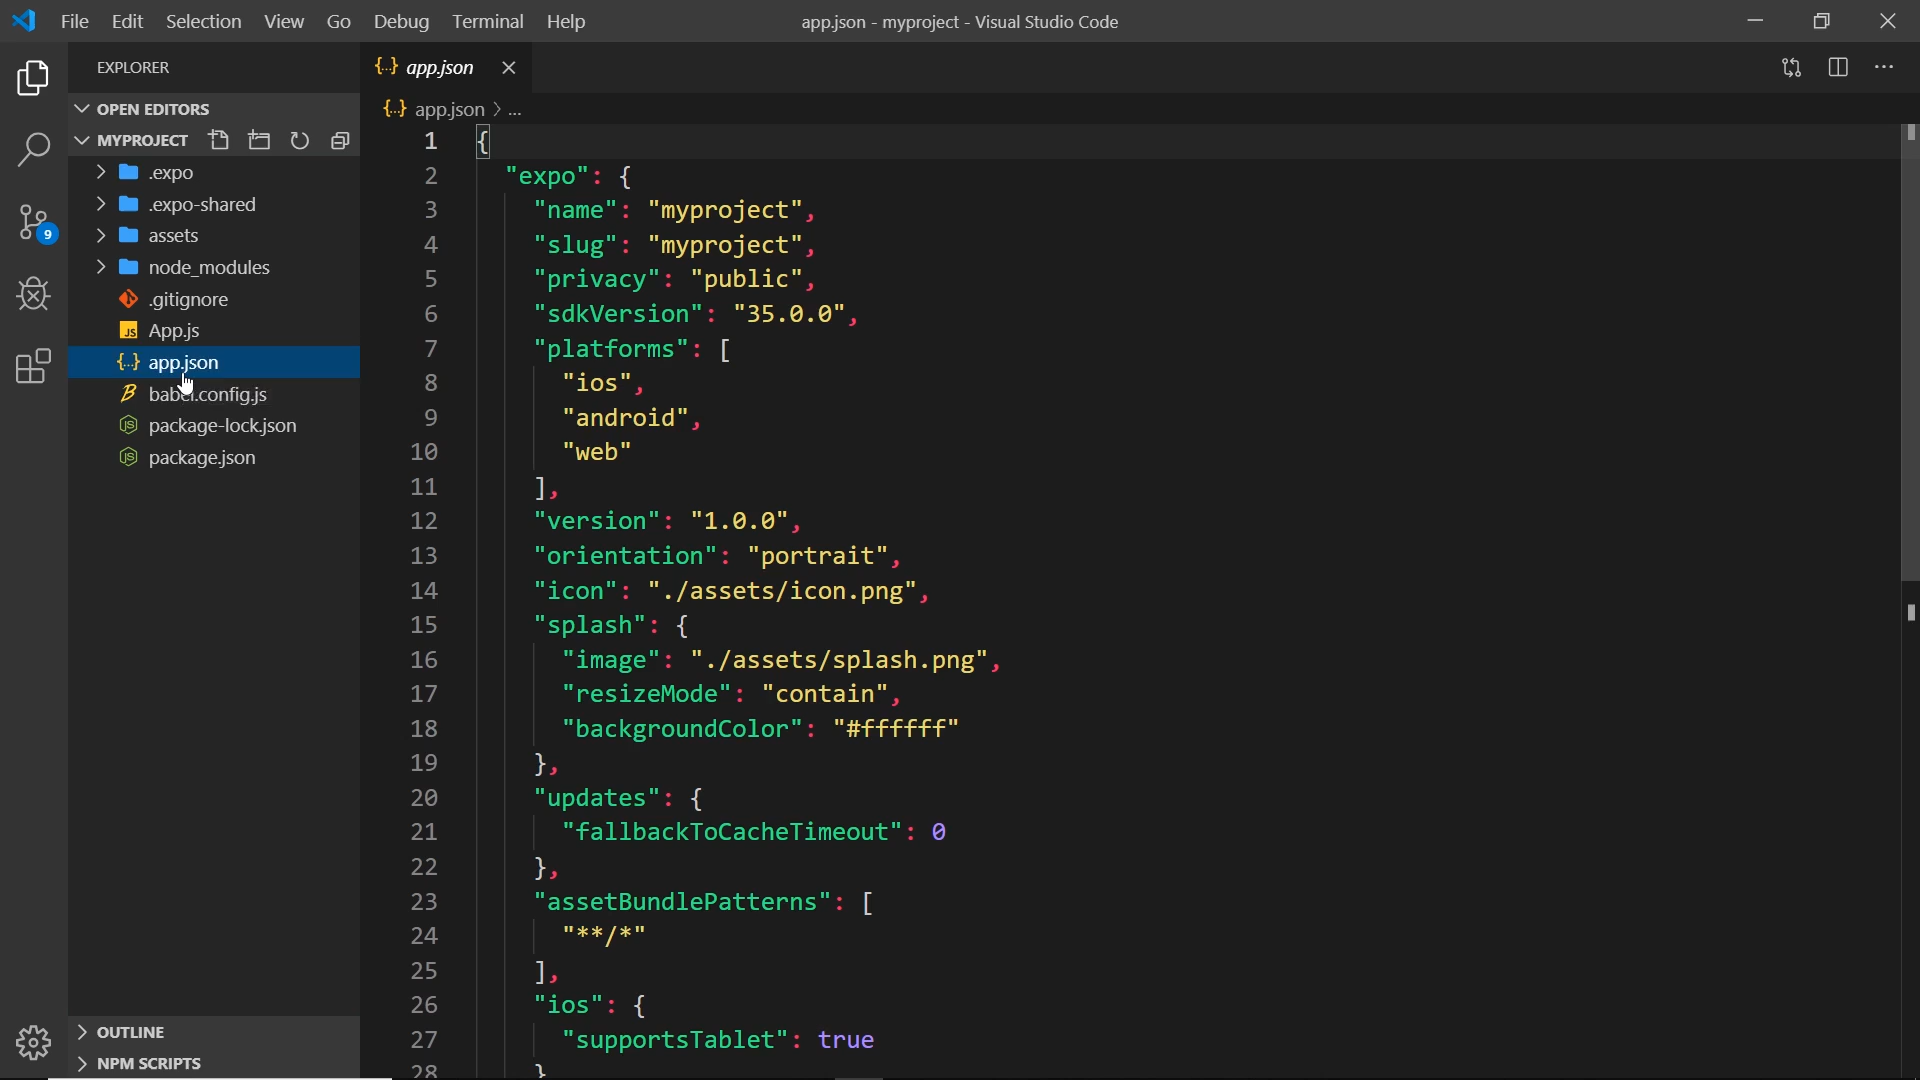 File Edit Selection View Go Debug Terminal Help
app.json - myproject - Visual Studio Code
EXPLORER
OPEN EDITORS
MYPROJECT
.expo
.expo-shared
assets
node_modules
.gitignore
JS App.js
{...} app.json
babel.config.js
JS package-lock.json
JS package.json
OUTLINE
NPM SCRIPTS
9
{...} app.json
{...} app.json > ...
1 {
2 "expo": {
3 "name": "myproject",
4 "slug": "myproject",
5 "privacy": "public",
6 "sdkVersion": "35.0.0",
7 "platforms": [
8 "ios",
9 "android",
10 "web"
11 ],
12 "version": "1.0.0",
13 "orientation": "portrait",
14 "icon": "./assets/icon.png",
15 "splash": {
16 "image": "./assets/splash.png",
17 "resizeMode": "contain",
18 "backgroundColor": "#ffffff"
19 },
20 "updates": {
21 "fallbackToCacheTimeout": 0
22 },
23 "assetBundlePatterns": [
24 "**/*"
25 ],
26 "ios": {
27 "supportsTablet": true
28 }